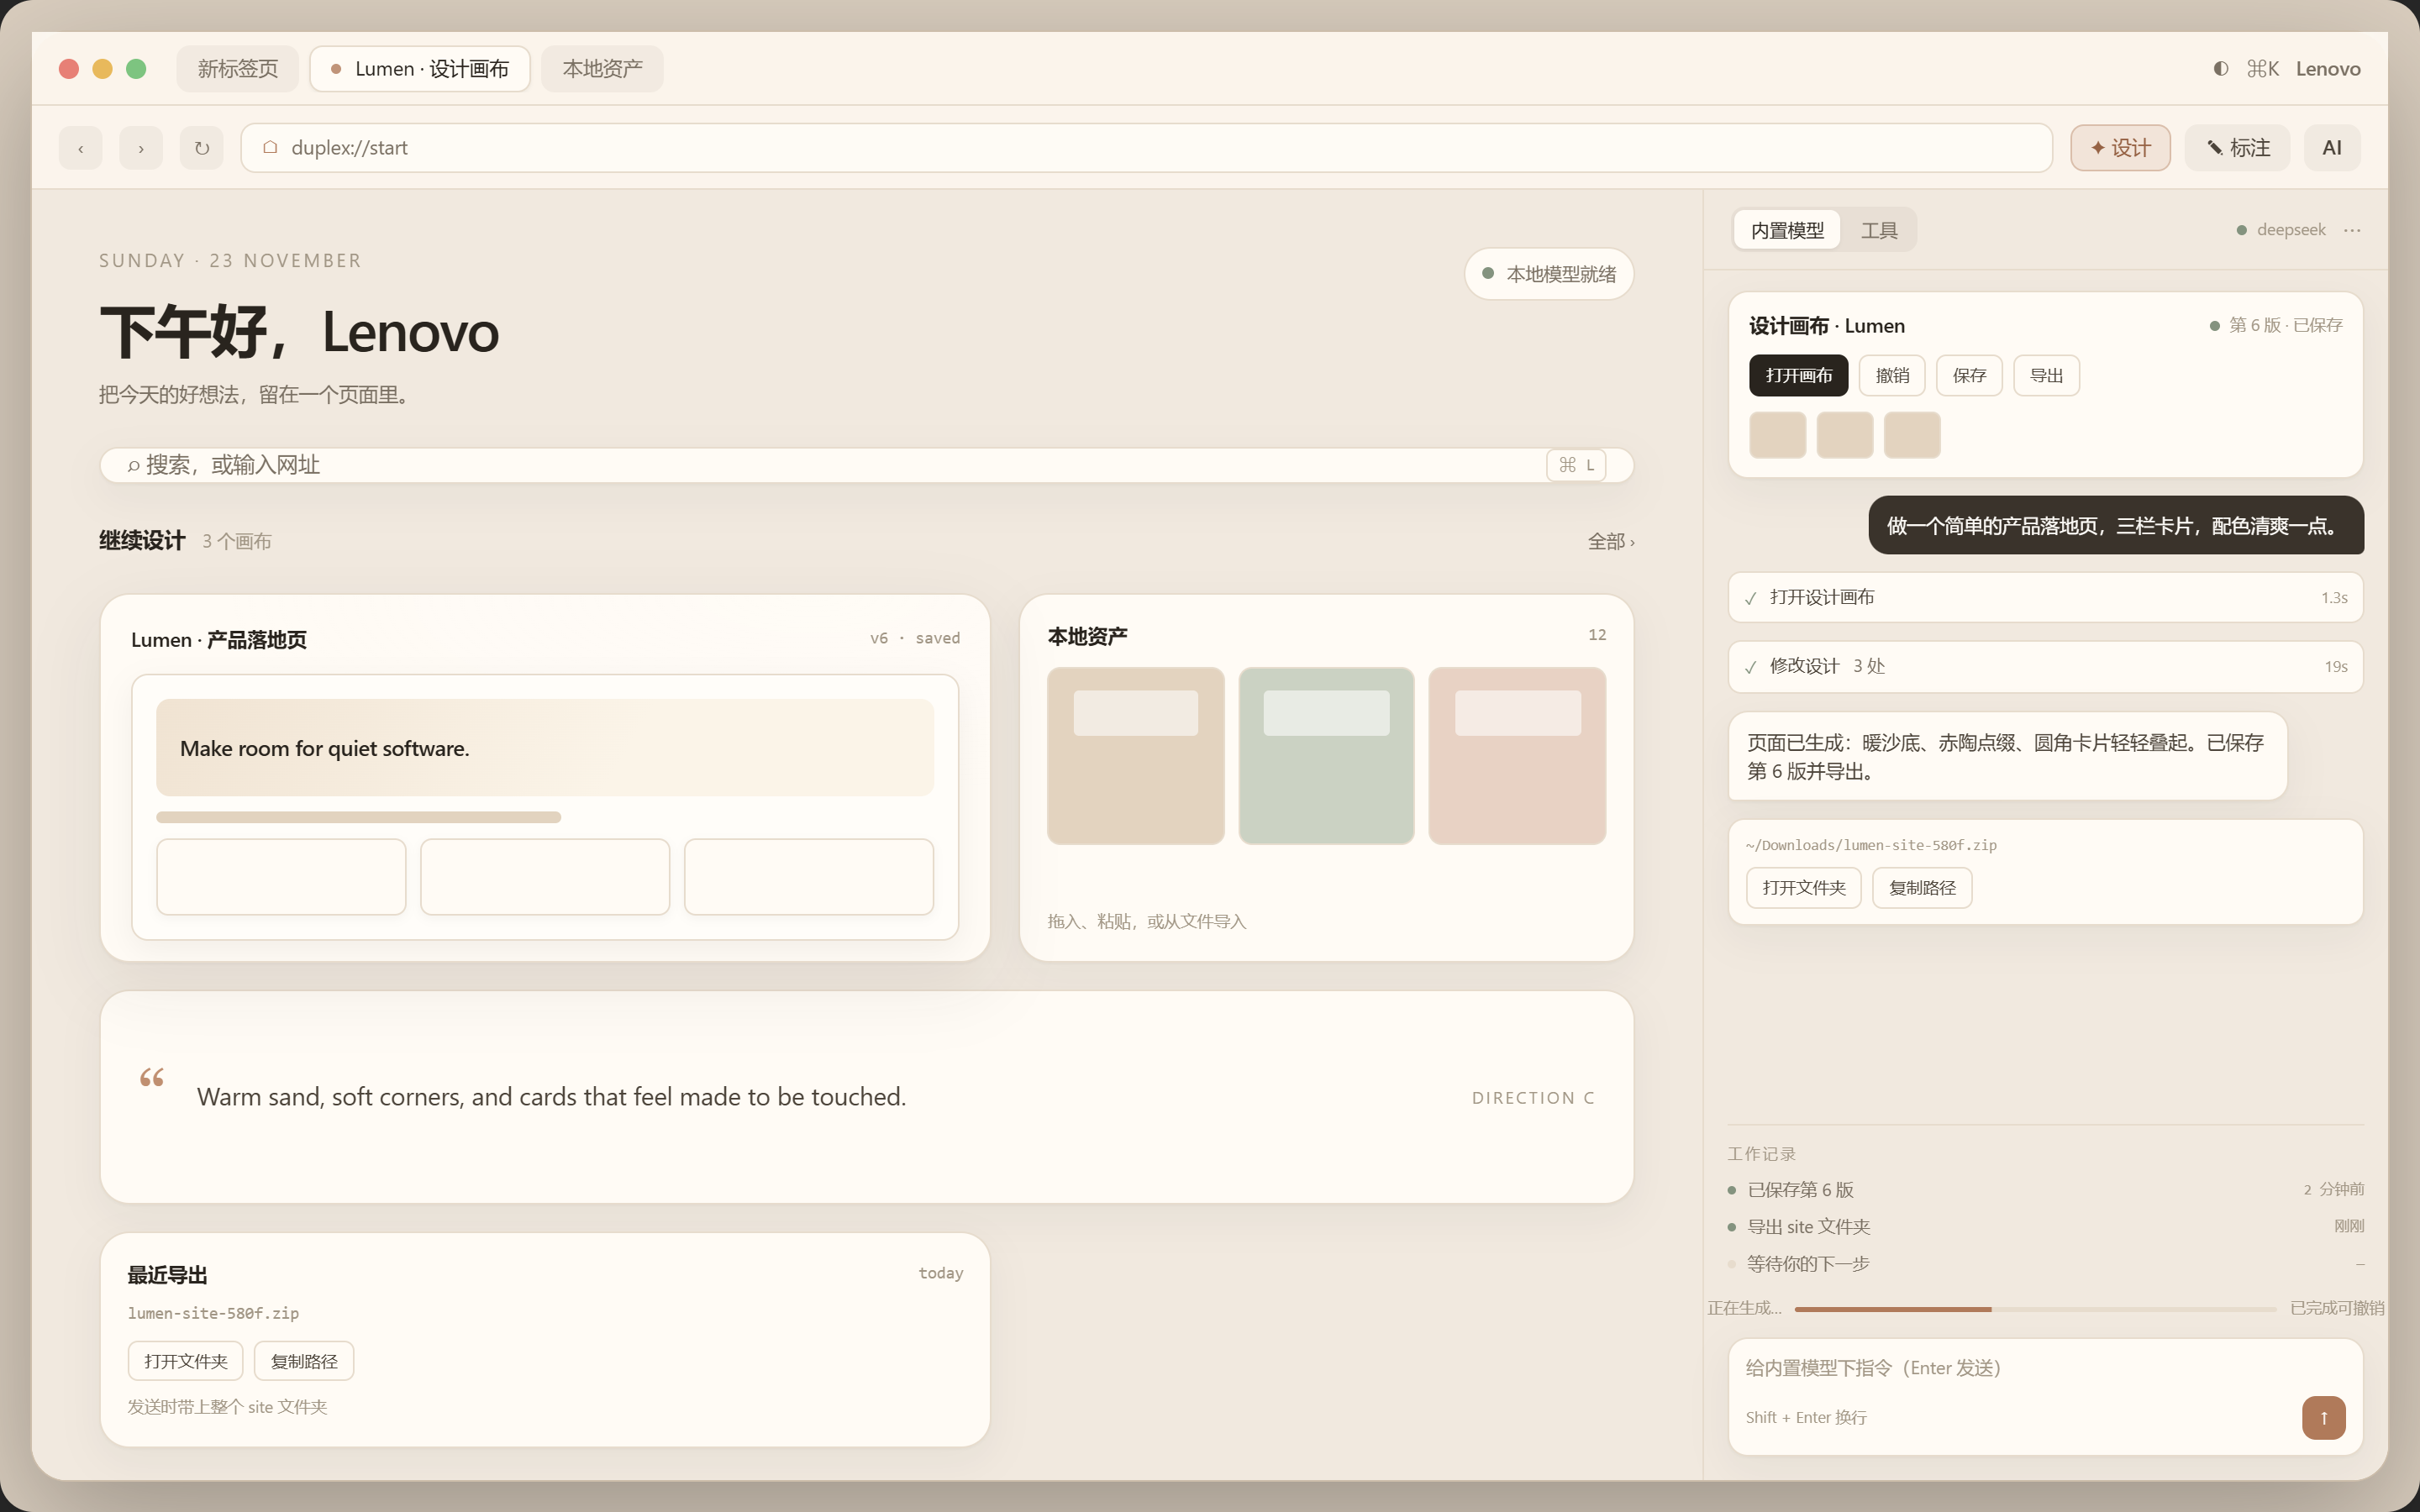 新标签页
Lumen · 设计画布
本地资产
⌘K
Lenovo
duplex://start
设计
标注
AI
SUNDAY · 23 NOVEMBER
本地模型就绪
下午好，Lenovo
把今天的好想法，留在一个页面里。
搜索，或输入网址
⌘ L
继续设计 3 个画布
全部 ›
Lumen · 产品落地页
v6 · saved
Make room for quiet software.
本地资产
12
拖入、粘贴，或从文件导入
“ Warm sand, soft corners, and cards that feel made to be touched.
DIRECTION C
最近导出
today
lumen-site-580f.zip
打开文件夹
复制路径
发送时带上整个 site 文件夹
内置模型
工具
deepseek
···
设计画布 · Lumen
第 6 版 · 已保存
打开画布
撤销
保存
导出
做一个简单的产品落地页，三栏卡片，配色清爽一点。
✓ 打开设计画布
1.3s
✓ 修改设计 3 处
19s
页面已生成：暖沙底、赤陶点缀、圆角卡片轻轻叠起。已保存
第 6 版并导出。
~/Downloads/lumen-site-580f.zip
打开文件夹
复制路径
工作记录
已保存第 6 版
2 分钟前
导出 site 文件夹
刚刚
等待你的下一步
—
正在生成…
已完成可撤销
给内置模型下指令（Enter 发送）
Shift + Enter 换行
↑